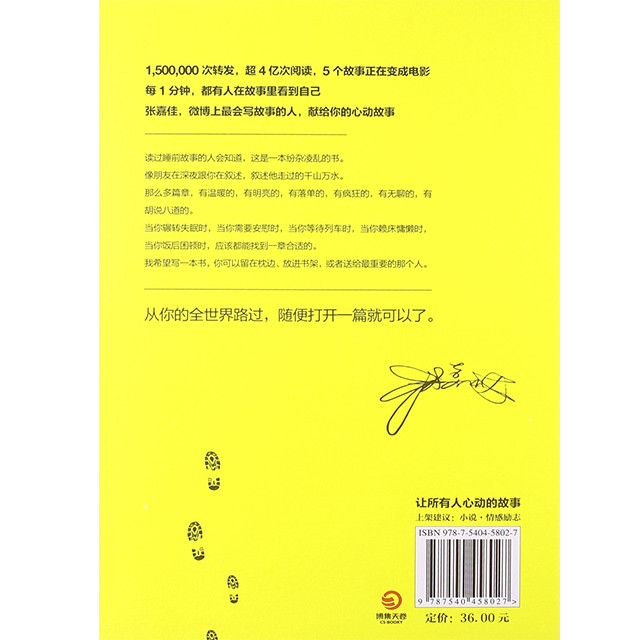 1,500,000 次转发，超 4 亿次阅读，5 个故事正在变成电影
每 1 分钟，都有人在故事里看到自己
张嘉佳，微博上最会写故事的人，献给你的心动故事
读过睡前故事的人会知道，这是一本纷杂凌乱的书。
像朋友在深夜跟你在叙述，叙述他走过的千山万水。
那么多篇章，有温暖的，有明亮的，有落单的，有疯狂的，有无聊的，有
胡说八道的。
当你辗转失眠时，当你需要安慰时，当你等待列车时，当你赖床慵懒时，
当你饭后困顿时，应该都能找到一章合适的。
我希望写一本书，你可以留在枕边、放进书架，或者送给最重要的那个人。
从你的全世界路过，随便打开一篇就可以了。
张嘉佳
让所有人心动的故事
上架建议：小说·情感励志
ISBN 978-7-5404-5802-7
9 787540 458027>
博集天卷
CS-BOOKY
定价：36.00元